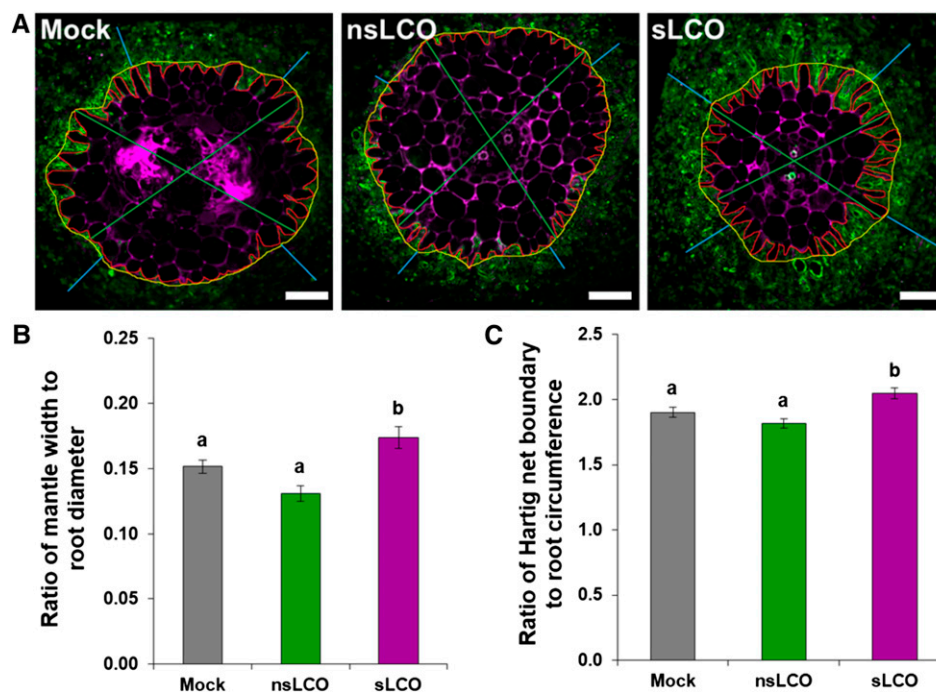 A
Mock
nsLCO
sLCO
B
Ratio of mantle width to
root diameter
0.25
0.20
0.15
0.10
0.05
0.00
a
a
b
Mock
nsLCO
sLCO
C
Ratio of Hartig net boundary
to root circumference
2.5
2.0
1.5
1.0
0.5
0.0
a
a
b
Mock
nsLCO
sLCO